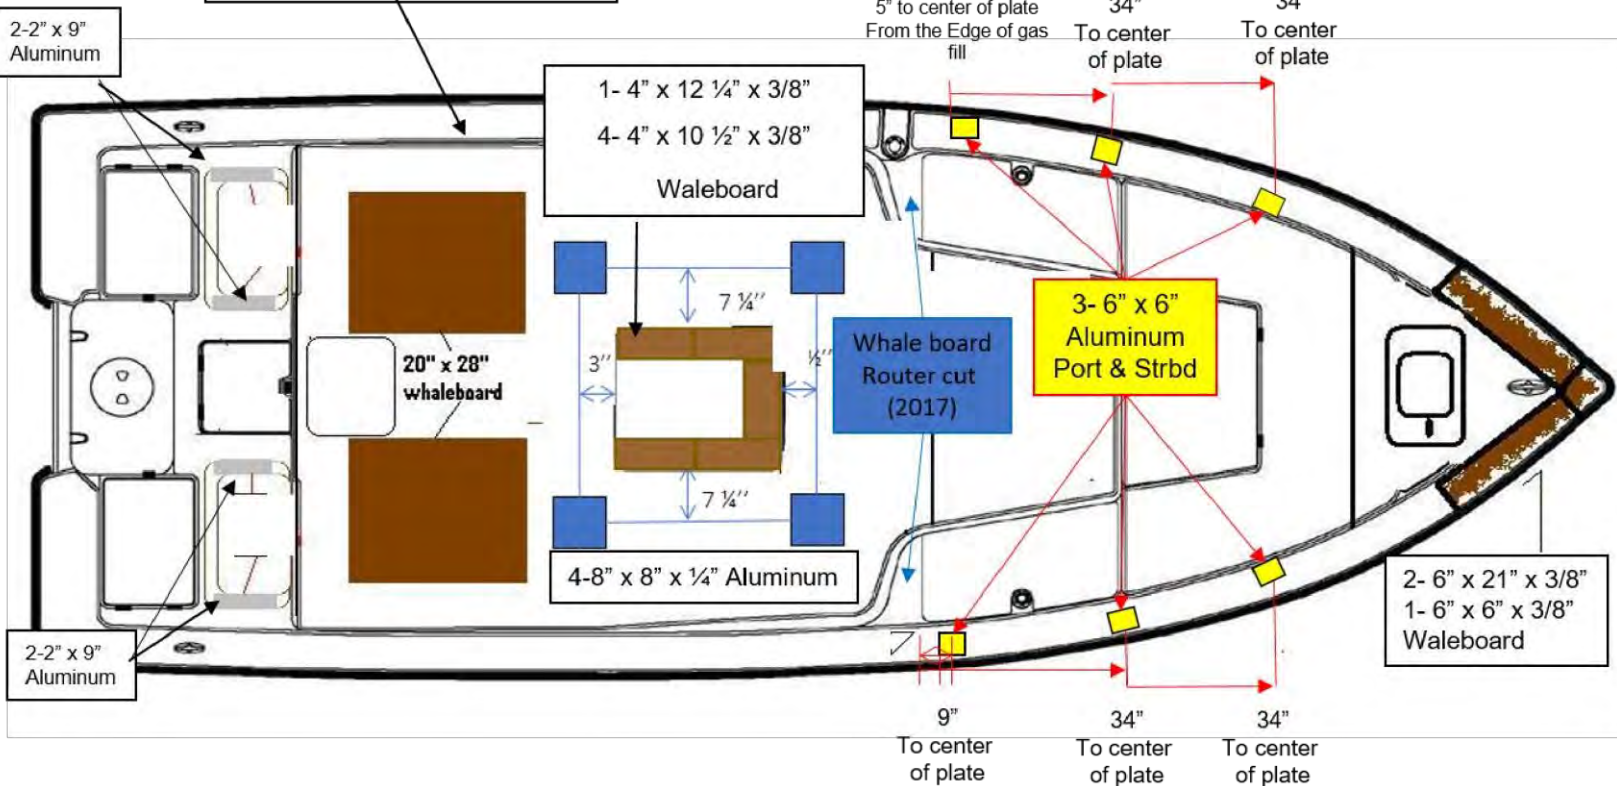 5” to center of plate
From the Edge of gas
fill
34”
To center
of plate
34
To center
of plate
2-2” x 9”
Aluminum
1- 4” x 12 ¼” x 3/8”
4- 4” x 10 ½” x 3/8”
Waleboard
7 ¼’’
3’’
½’’
20" x 28"
whaleboard
Whale board
Router cut
(2017)
3- 6” x 6”
Aluminum
Port & Strbd
7 ¼’’
4-8” x 8” x ¼” Aluminum
2- 6” x 21” x 3/8”
1- 6” x 6” x 3/8”
Waleboard
2-2” x 9”
Aluminum
9”
To center
of plate
34”
To center
of plate
34”
To center
of plate